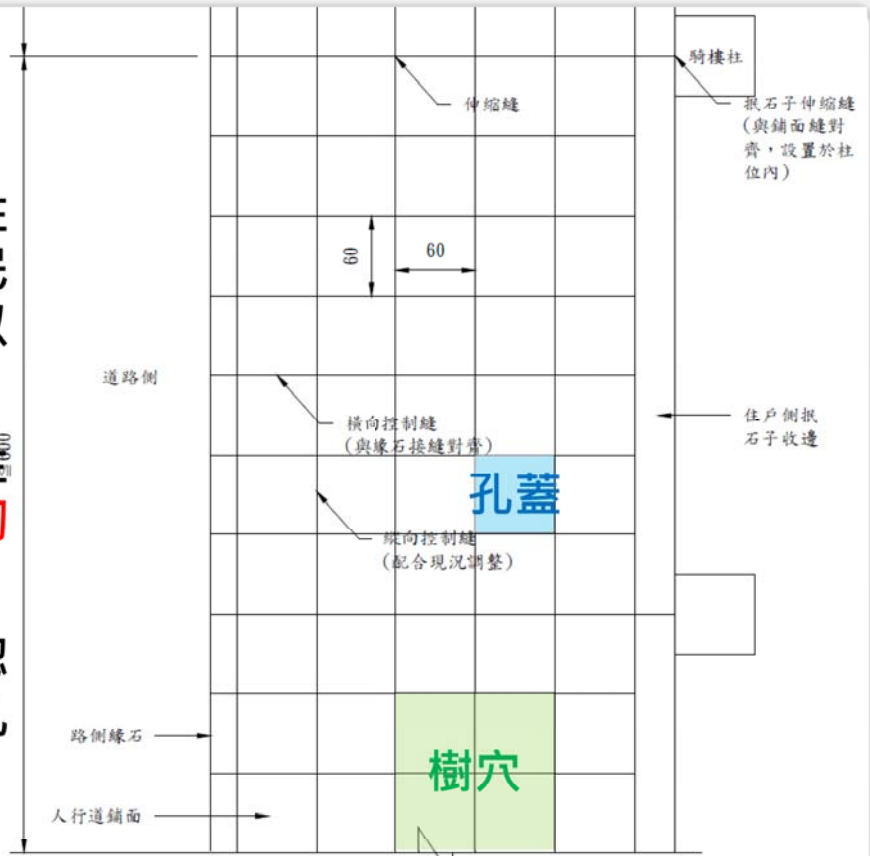 騎樓柱
伸縮縫
抿石子伸縮縫
(與鋪面縫對
齊，設置於柱
位內)
60
60
道路側
橫向控制縫
(與緣石接縫對齊)
住戶側抿
石子收邊
孔蓋
縱向控制縫
(配合現況調整)
路側緣石
樹穴
人行道鋪面